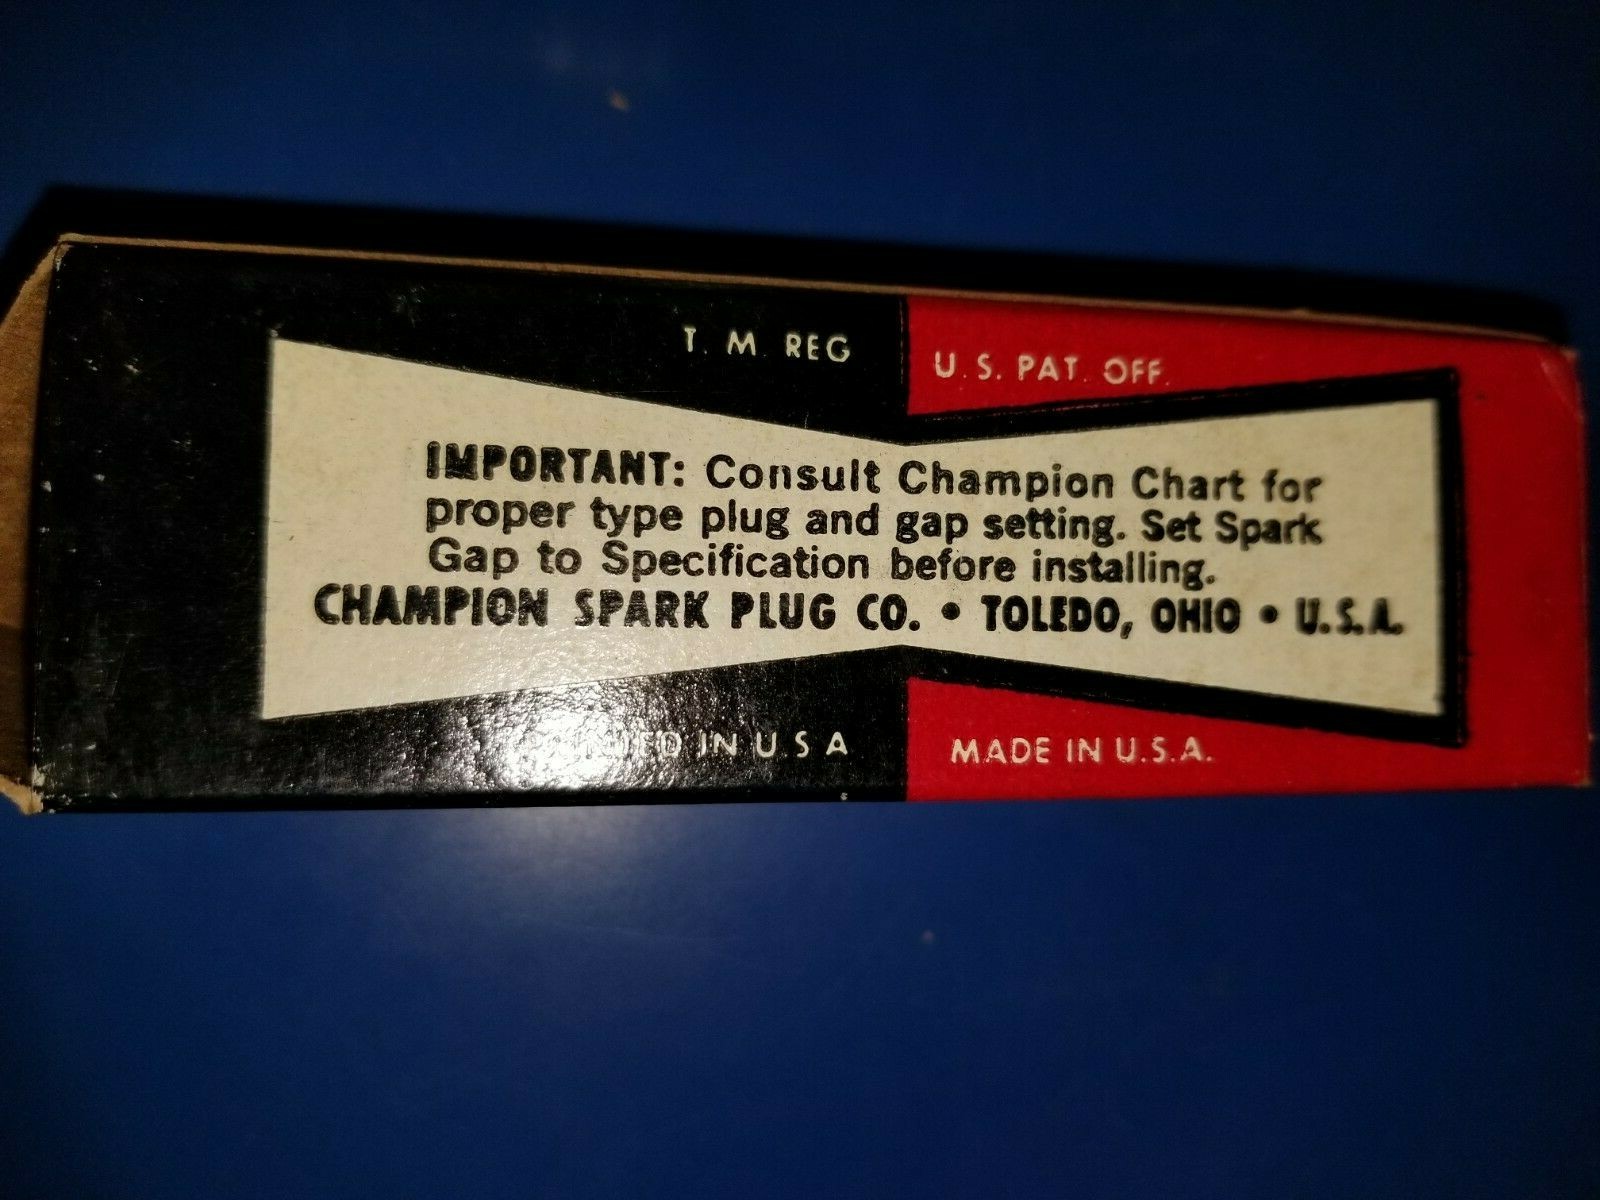 T. M. REG
U. S. PAT. OFF.
IMPORTANT: Consult Champion Chart for
proper type plug and gap setting. Set Spark
Gap to Specification before installing.
CHAMPION SPARK PLUG CO. • TOLEDO, OHIO • U.S.A.
IN U S A
MADE IN U.S.A.